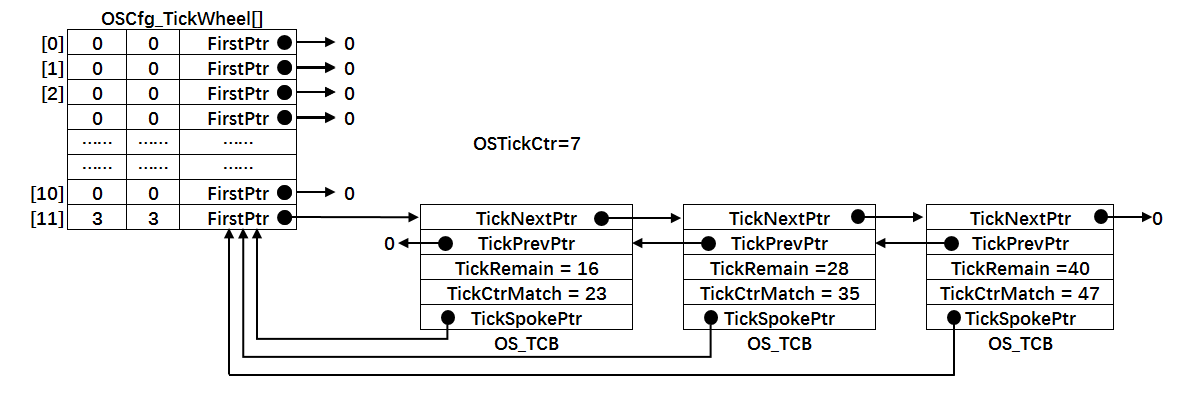 OSCfg_TickWheel[]
[0] 0 0 FirstPtr 0
[1] 0 0 FirstPtr 0
[2] 0 0 FirstPtr 0
0 0 FirstPtr 0
...... ...... ......
OSTickCtr=7
...... ...... ......
[10] 0 0 FirstPtr 0
[11] 3 3 FirstPtr TickNextPtr TickNextPtr TickNextPtr 0
0 TickPrevPtr TickPrevPtr TickPrevPtr
TickRemain = 16 TickRemain =28 TickRemain =40
TickCtrMatch = 23 TickCtrMatch = 35 TickCtrMatch = 47
TickSpokePtr TickSpokePtr TickSpokePtr
OS_TCB OS_TCB OS_TCB